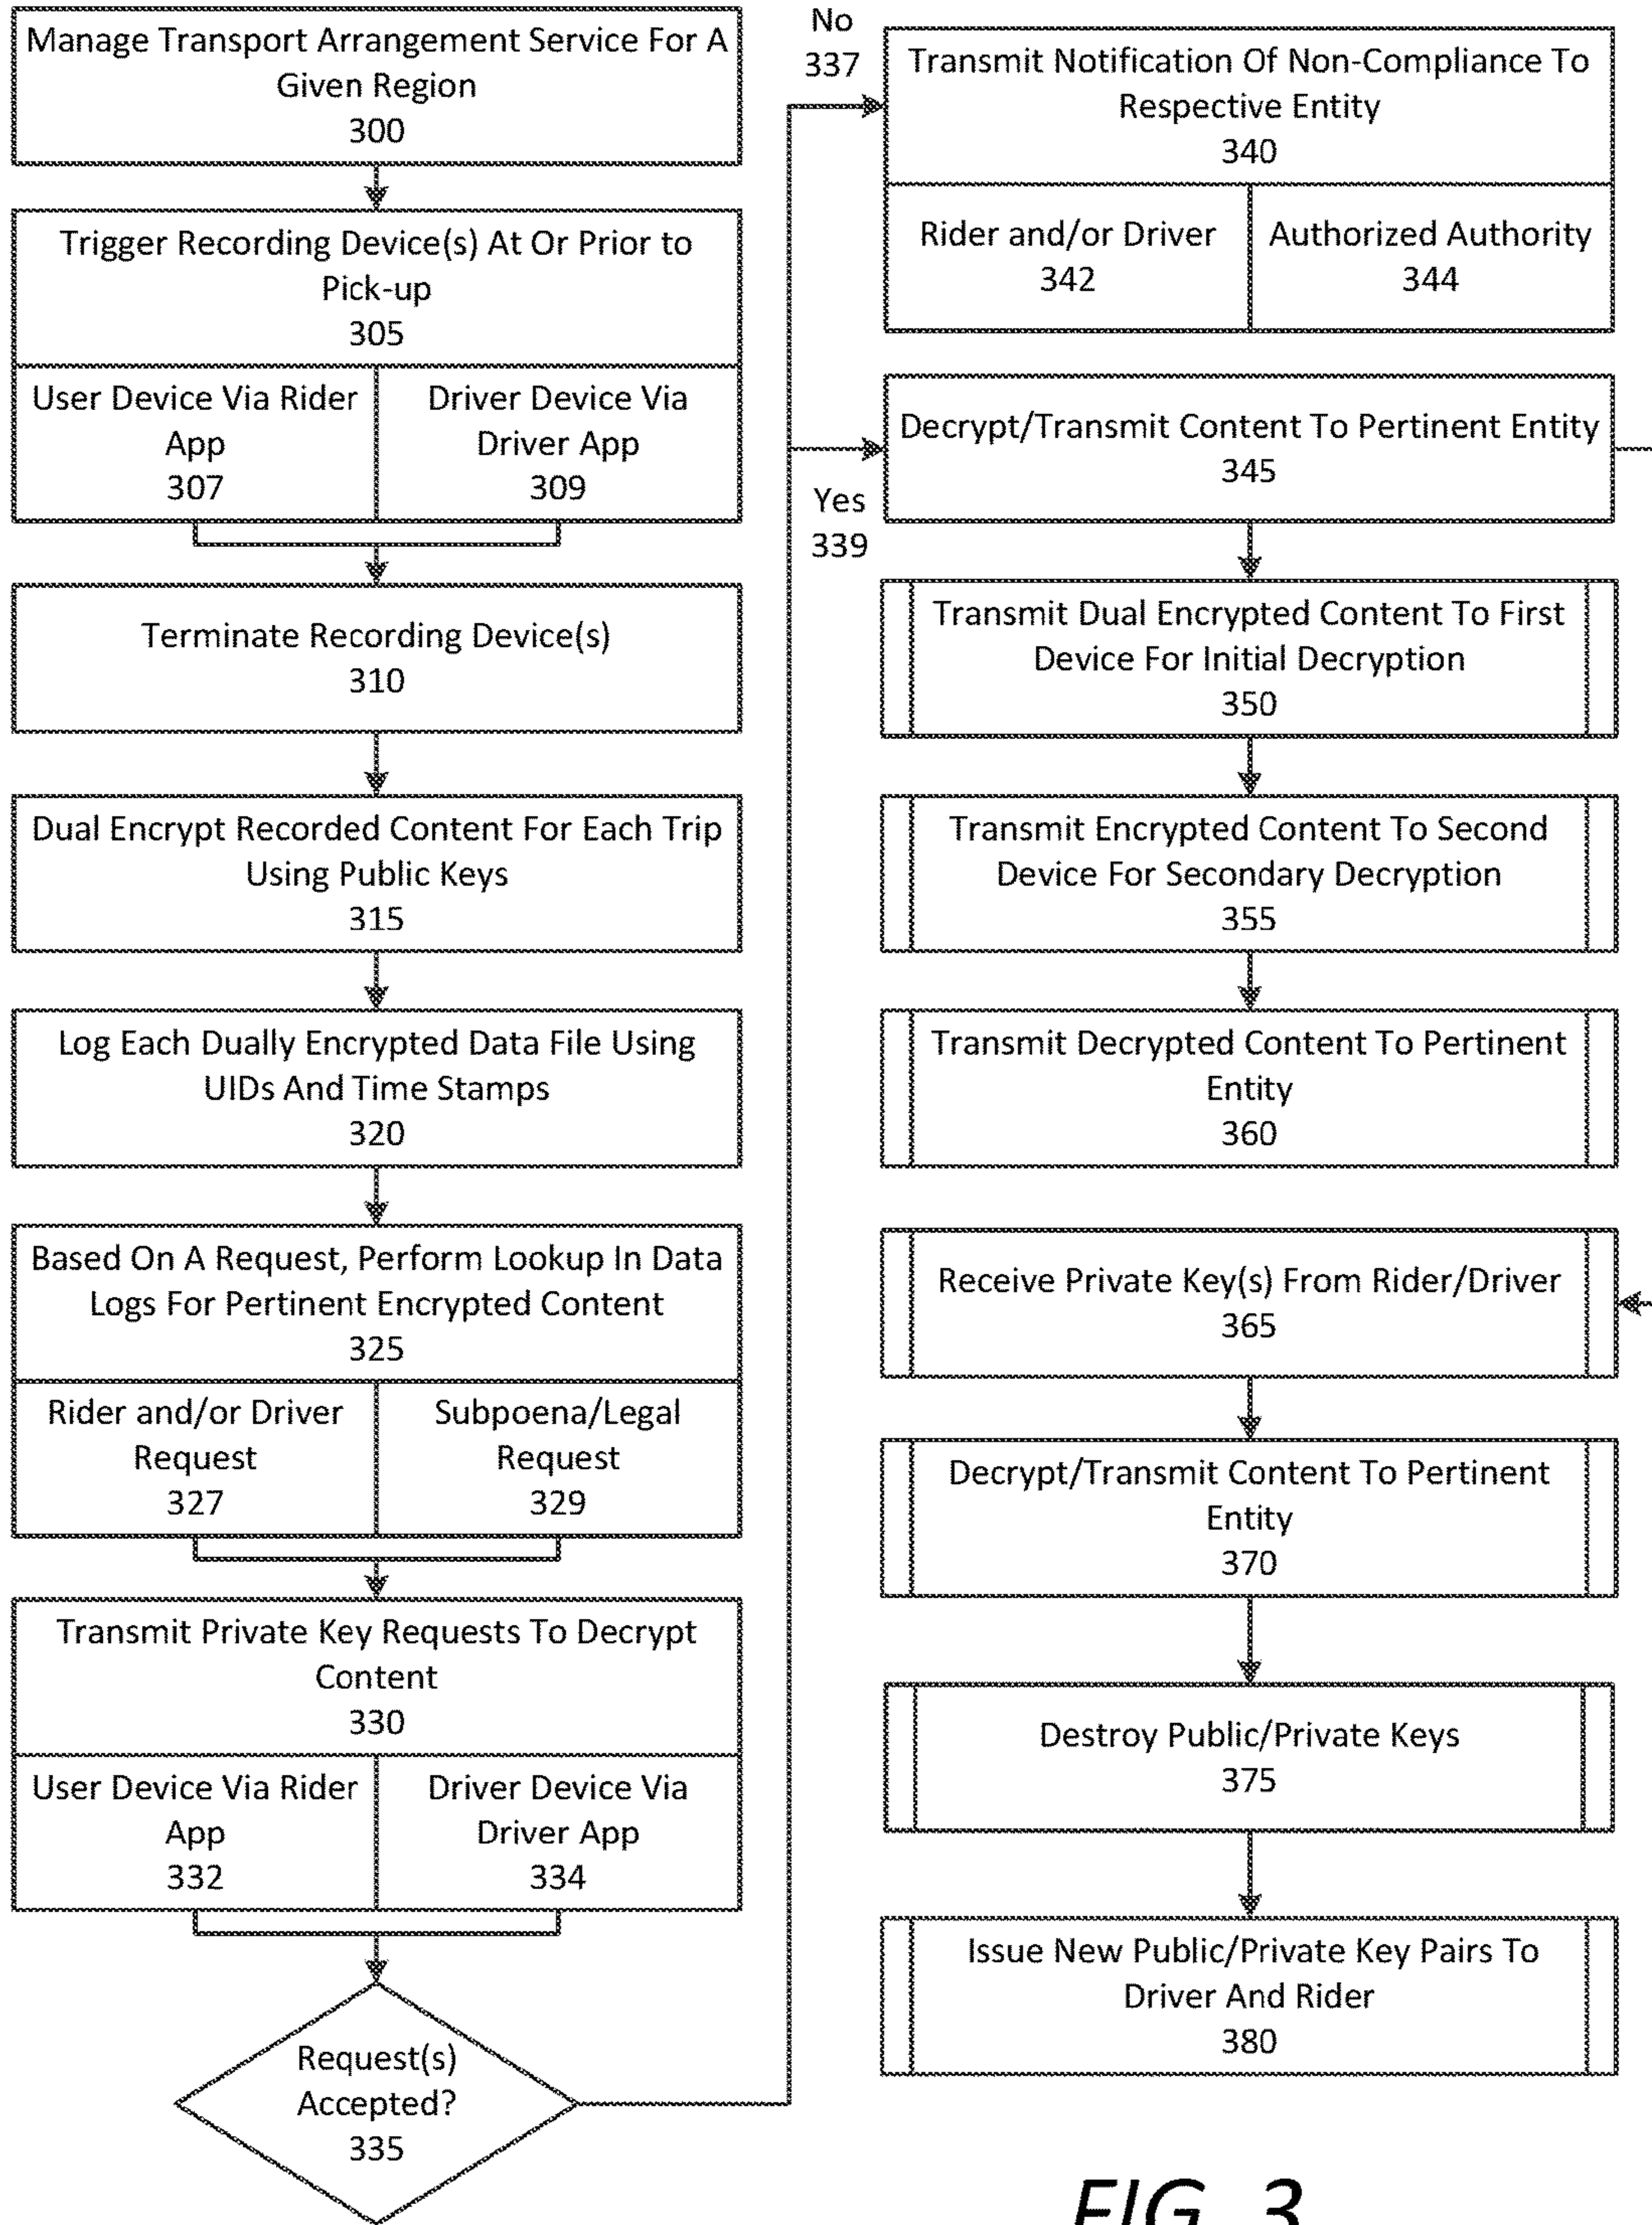 Manage Transport Arrangement Service For A
Given Region
300
Trigger Recording Device(s) At Or Prior to
Pick-up
305
User Device Via Rider
App
307
Driver Device Via
Driver App
309
Terminate Recording Device(s)
310
Dual Encrypt Recorded Content For Each Trip
Using Public Keys
315
Log Each Dually Encrypted Data File Using
UIDs And Time Stamps
320
Based On A Request, Perform Lookup In Data
Logs For Pertinent Encrypted Content
325
Rider and/or Driver
Request
327
Subpoena/Legal
Request
329
Transmit Private Key Requests To Decrypt
Content
330
User Device Via Rider
App
332
Driver Device Via
Driver App
334
Request(s)
Accepted?
335
No
337
Transmit Notification Of Non-Compliance To
Respective Entity
340
Rider and/or Driver
342
Authorized Authority
344
Yes
339
Decrypt/Transmit Content To Pertinent Entity
345
Transmit Dual Encrypted Content To First
Device For Initial Decryption
350
Transmit Encrypted Content To Second
Device For Secondary Decryption
355
Transmit Decrypted Content To Pertinent
Entity
360
Receive Private Key(s) From Rider/Driver
365
Decrypt/Transmit Content To Pertinent
Entity
370
Destroy Public/Private Keys
375
Issue New Public/Private Key Pairs To
Driver And Rider
380
FIG. 3